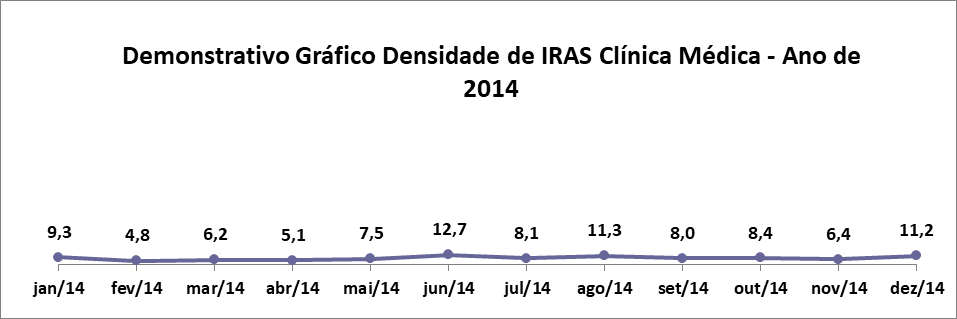 Demonstrativo Gráfico Densidade de IRAS Clínica Médica - Ano de
2014
9,3 4,8 6,2 5,1 7,5 12,7 8,1 11,3 8,0 8,4 6,4 11,2
jan/14 fev/14 mar/14 abr/14 mai/14 jun/14 jul/14 ago/14 set/14 out/14 nov/14 dez/14